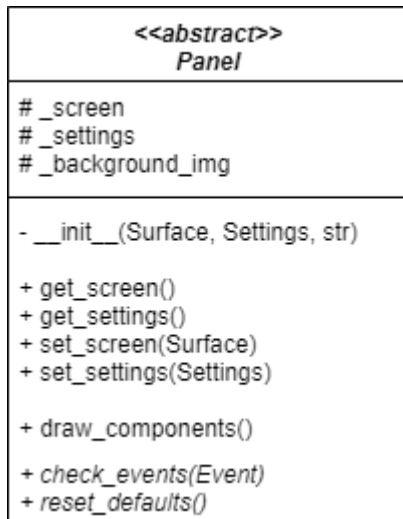 <<abstract>>
Panel
# _screen
# _settings
# _background_img
- __init__(Surface, Settings, str)
+ get_screen()
+ get_settings()
+ set_screen(Surface)
+ set_settings(Settings)
+ draw_components()
+ check_events(Event)
+ reset_defaults()